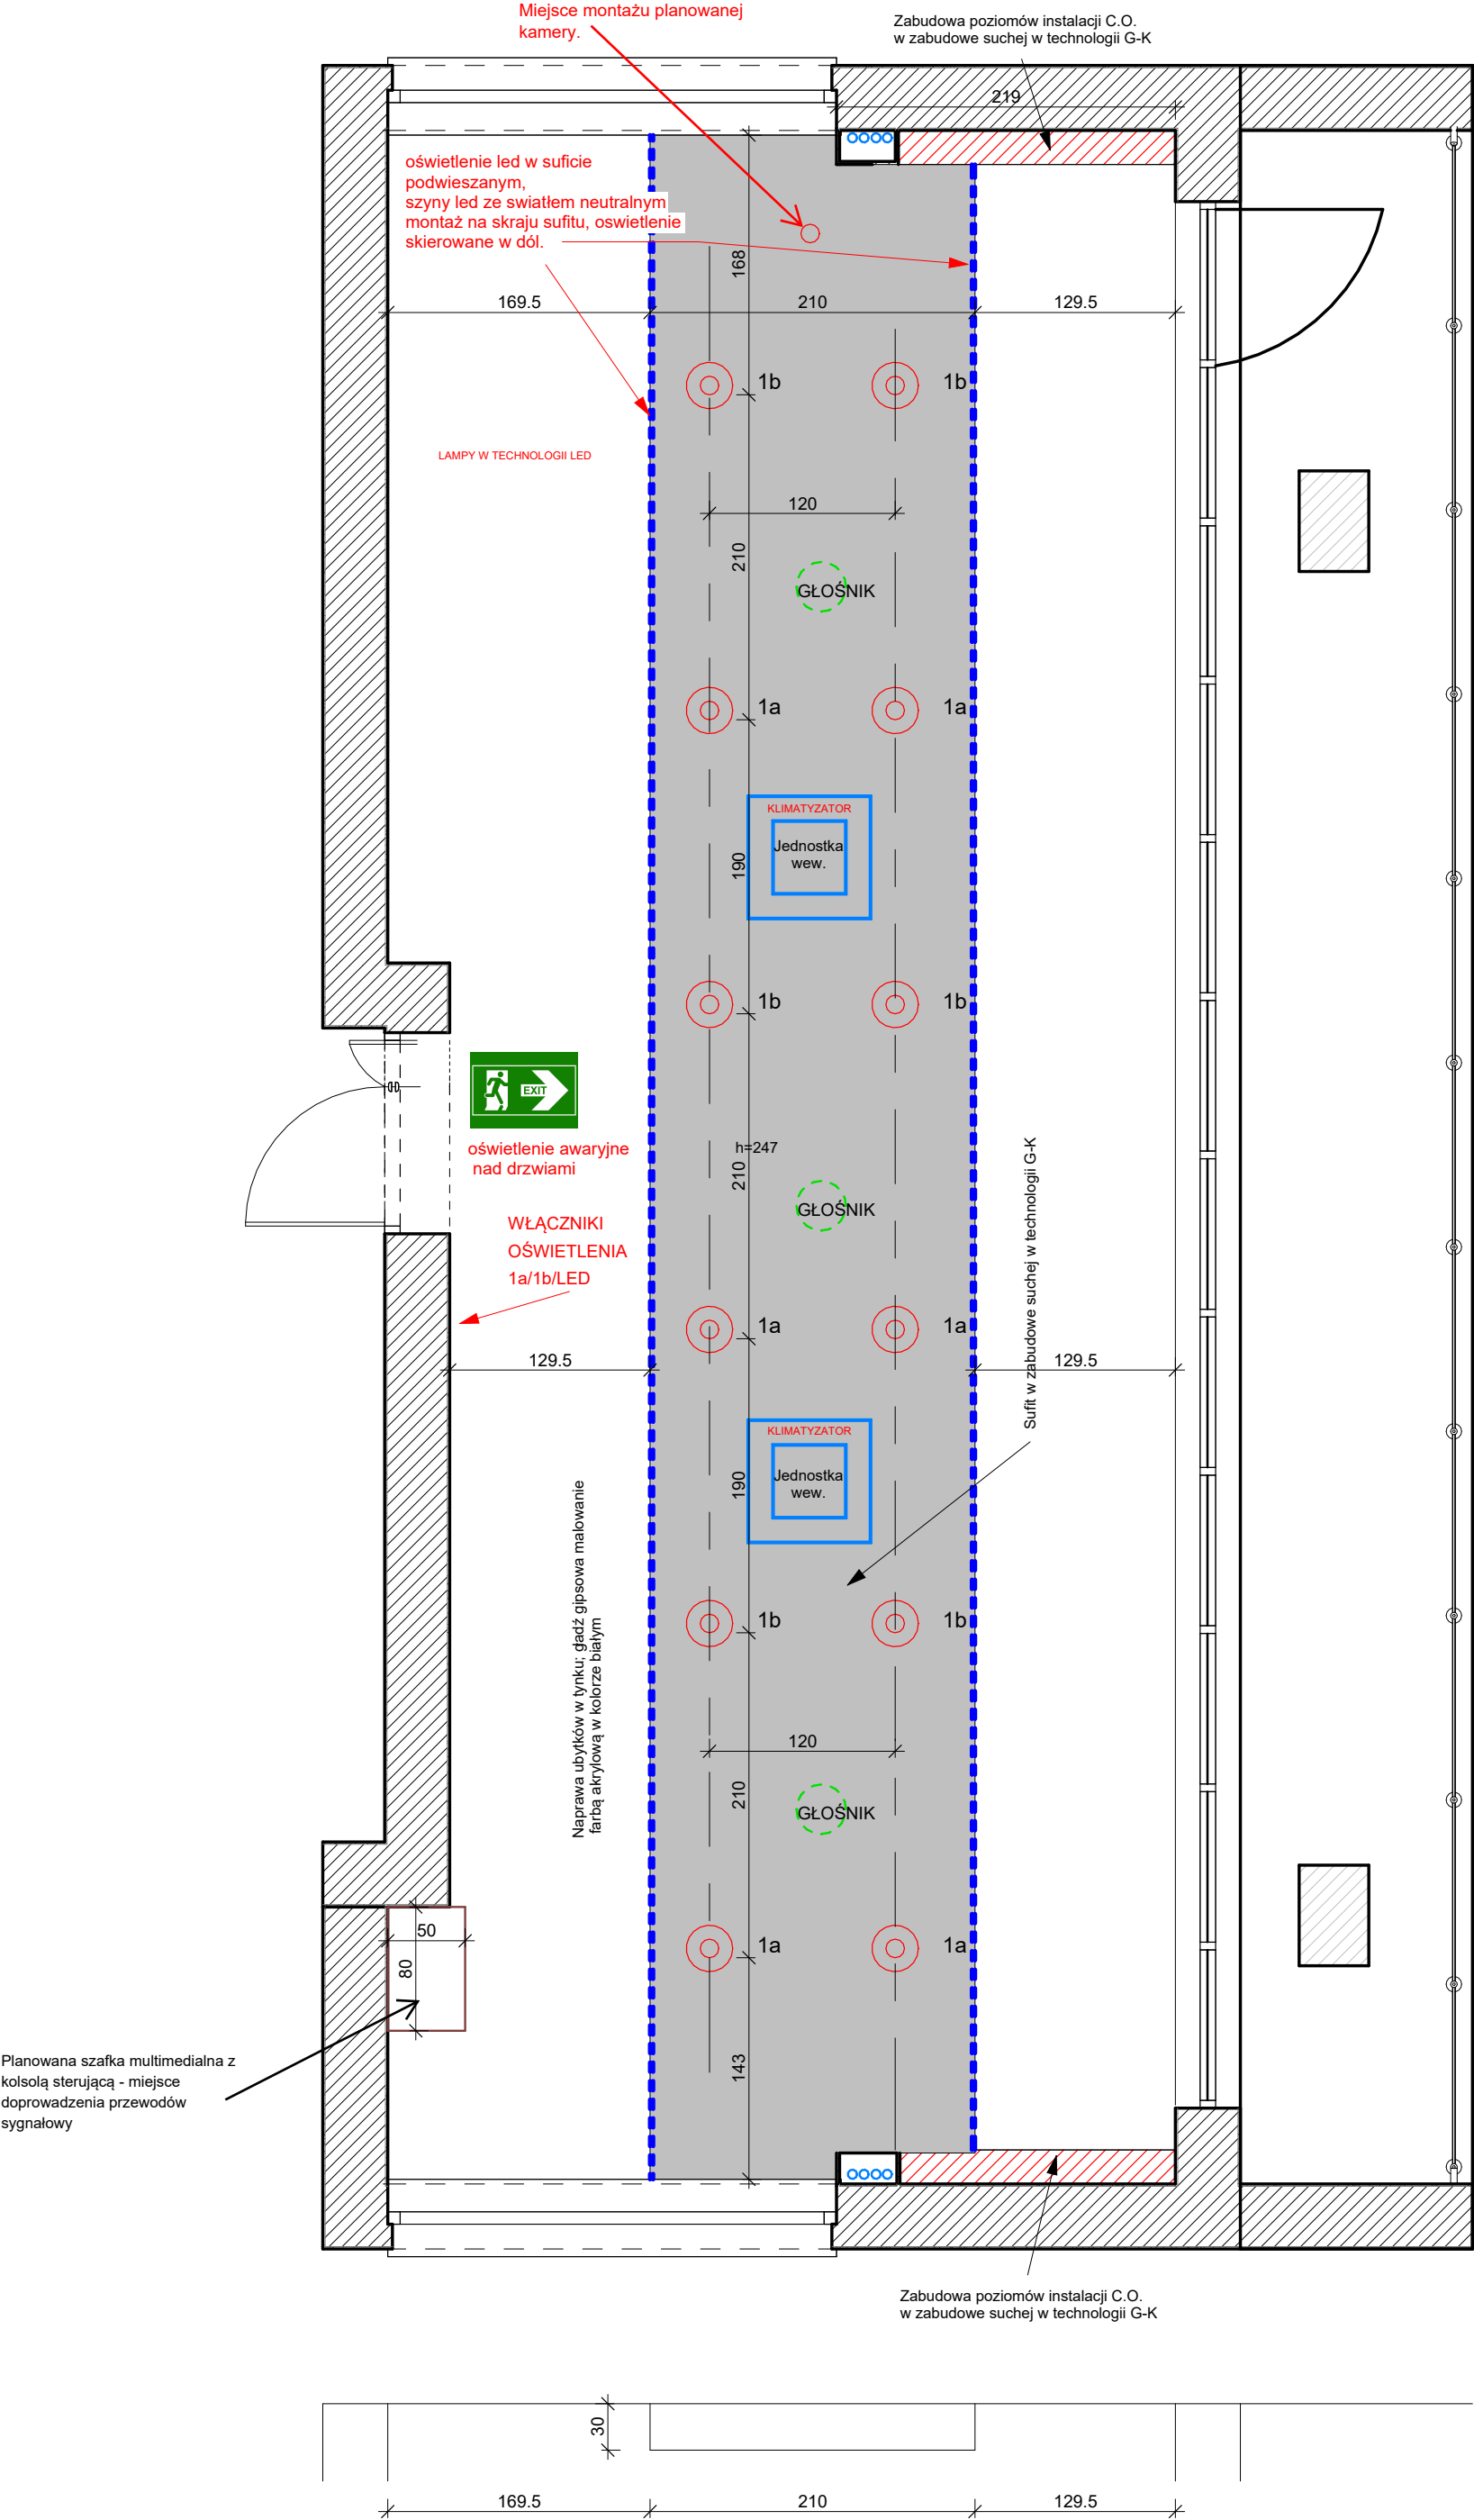 Miejsce montażu planowanej
kamery.
Zabudowa poziomów instalacji C.O.
w zabudowe suchej w technologii G-K
219
oświetlenie led w suficie
podwieszanym,
szyny led ze swiatłem neutralnym
montaż na skraju sufitu, oswietlenie
skierowane w dól.
168
169.5
210
129.5
1b
1b
LAMPY W TECHNOLOGII LED
120
210
GŁOŚNIK
1a
1a
KLIMATYZATOR
Jednostka
wew.
190
1b
1b
EXIT
oświetlenie awaryjne
nad drzwiami
h=247
210
GŁOŚNIK
Sufit w zabudowe suchej w technologii G-K
WŁĄCZNIKI
OŚWIETLENIA
1a/1b/LED
1a
1a
129.5
129.5
KLIMATYZATOR
Jednostka
wew.
190
Naprawa ubytków w tynku; gadź gipsowa malowanie
farbą akrylową w kolorze białym
1b
1b
120
210
GŁOŚNIK
1a
1a
50
80
Planowana szafka multimedialna z
kolsolą sterującą - miejsce
doprowadzenia przewodów
sygnałowy
143
Zabudowa poziomów instalacji C.O.
w zabudowe suchej w technologii G-K
30
169.5
210
129.5